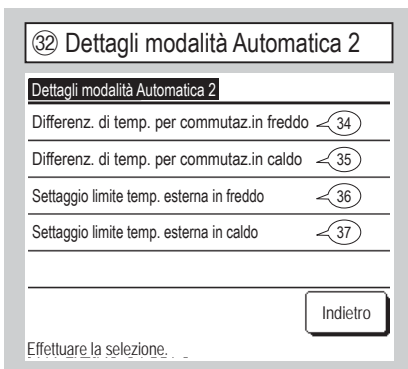 ㉜ Dettagli modalità Automatica 2
Dettagli modalità Automatica 2
Differenz. di temp. per commutaz.in freddo 34
Differenz. di temp. per commutaz.in caldo 35
Settaggio limite temp. esterna in freddo 36
Settaggio limite temp. esterna in caldo 37
Indietro
Effettuare la selezione.